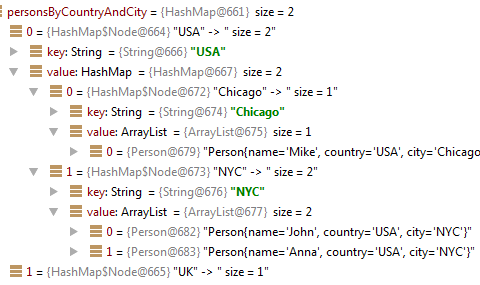 personsByCountryAndCity = {HashMap@661} size = 2
0 = {HashMap$Node@664} "USA" -> " size = 2"
key: String = {String@666} "USA"
value: HashMap = {HashMap@667} size = 2
0 = {HashMap$Node@672} "Chicago" -> " size = 1"
key: String = {String@674} "Chicago"
value: ArrayList = {ArrayList@675} size = 1
0 = {Person@679} "Person{name='Mike', country='USA', city='Chicago
1 = {HashMap$Node@673} "NYC" -> " size = 2"
key: String = {String@676} "NYC"
value: ArrayList = {ArrayList@677} size = 2
0 = {Person@682} "Person{name='John', country='USA', city='NYC'}"
1 = {Person@683} "Person{name='Anna', country='USA', city='NYC'}"
1 = {HashMap$Node@665} "UK" -> " size = 1"